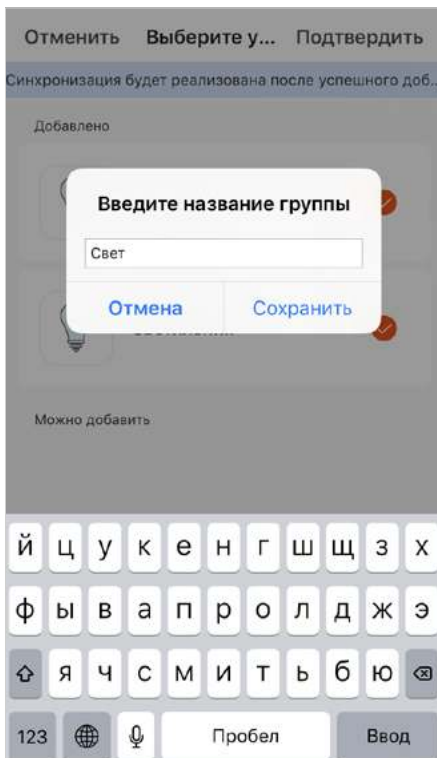 Отменить Выберите у... Подтвердить
Синхронизация будет реализована после успешного доб..
Добавлено
Введите название группы
Свет
Отмена Сохранить
Можно добавить
й ц у к е н г ш щ з х
ф ы в а п р о л д ж э
я ч с м и т ь б ю
123 Пробел Ввод